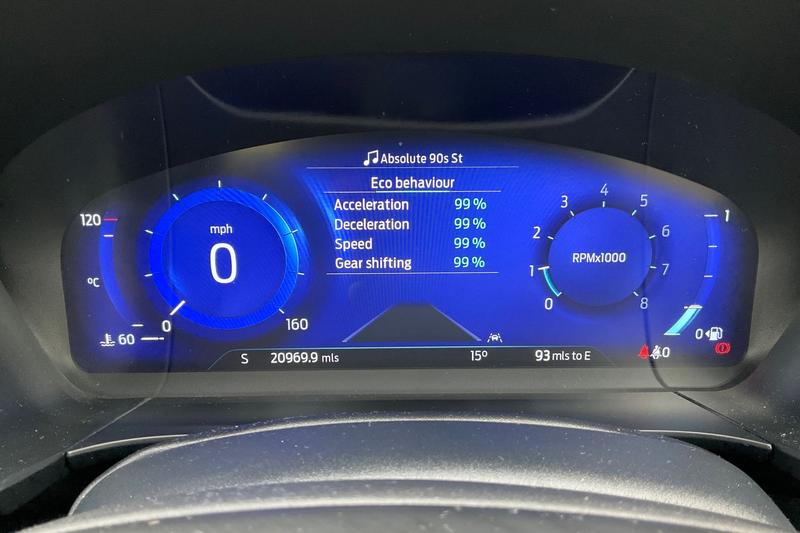 Absolute 90s St
Eco behaviour
Acceleration 99%
Deceleration 99%
Speed 99%
Gear shifting 99%
120
°C
60
mph
0
0
160
RPMx1000
0
1
2
3
4
5
6
7
8
1
0
S 20969.9 mls 15° 93 mls to E
0